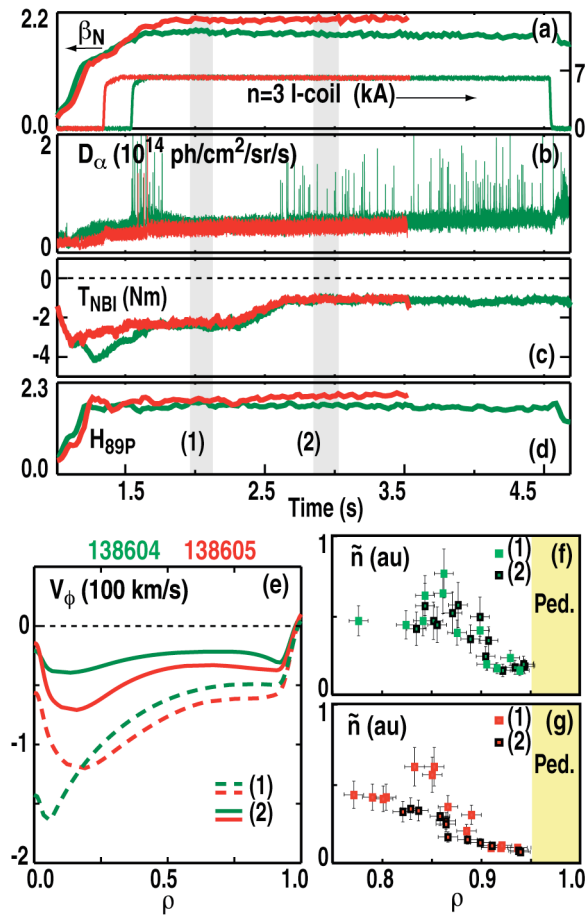 2.2
β_N
(a)
n=3 I-coil (kA)
7
0.0
0
2
D_α (10^14 ph/cm^2/sr/s)
(b)
0
0
T_NBI (Nm)
-2
-4
(c)
2.3
H_89P
(1)
(2)
(d)
0.0
1.5
2.5
3.5
4.5
Time (s)
138604
138605
V_ϕ (100 km/s)
(e)
0
-0.5
-1
-2
(1)
(2)
0.0
0.5
1.0
ρ
1
ñ (au)
(1)
(2)
(f)
Ped.
0
1
ñ (au)
(1)
(2)
(g)
Ped.
0
0.8
0.9
1.0
ρ